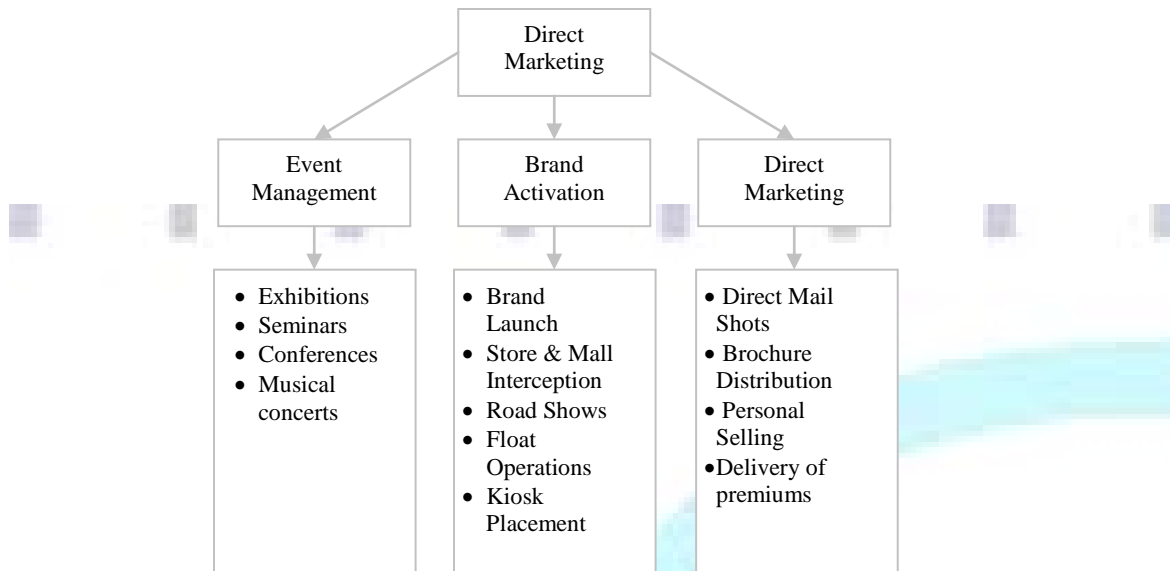 Direct
Marketing
Event
Management
Brand
Activation
Direct
Marketing
• Exhibitions
• Seminars
• Conferences
• Musical
concerts
• Brand
Launch
• Store & Mall
Interception
• Road Shows
• Float
Operations
• Kiosk
Placement
• Direct Mail
Shots
• Brochure
Distribution
• Personal
Selling
•Delivery of
premiums